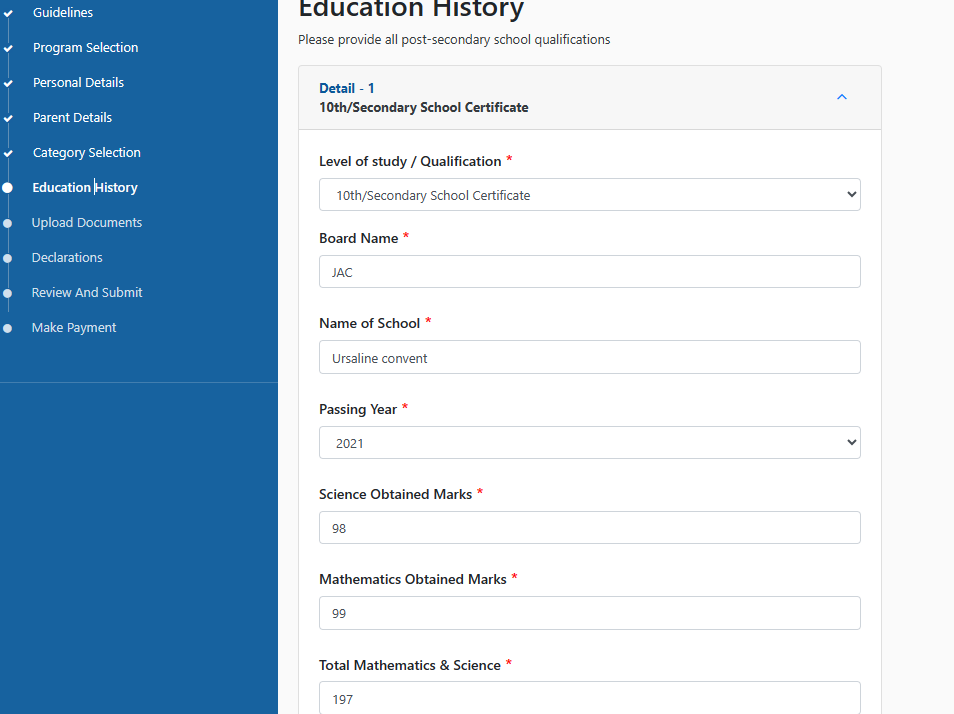 Guidelines
Program Selection
Personal Details
Parent Details
Category Selection
Education History
Upload Documents
Declarations
Review And Submit
Make Payment
Education History
Please provide all post-secondary school qualifications
Detail - 1
10th/Secondary School Certificate
Level of study / Qualification *
10th/Secondary School Certificate
Board Name *
JAC
Name of School *
Ursaline convent
Passing Year *
2021
Science Obtained Marks *
98
Mathematics Obtained Marks *
99
Total Mathematics & Science *
197